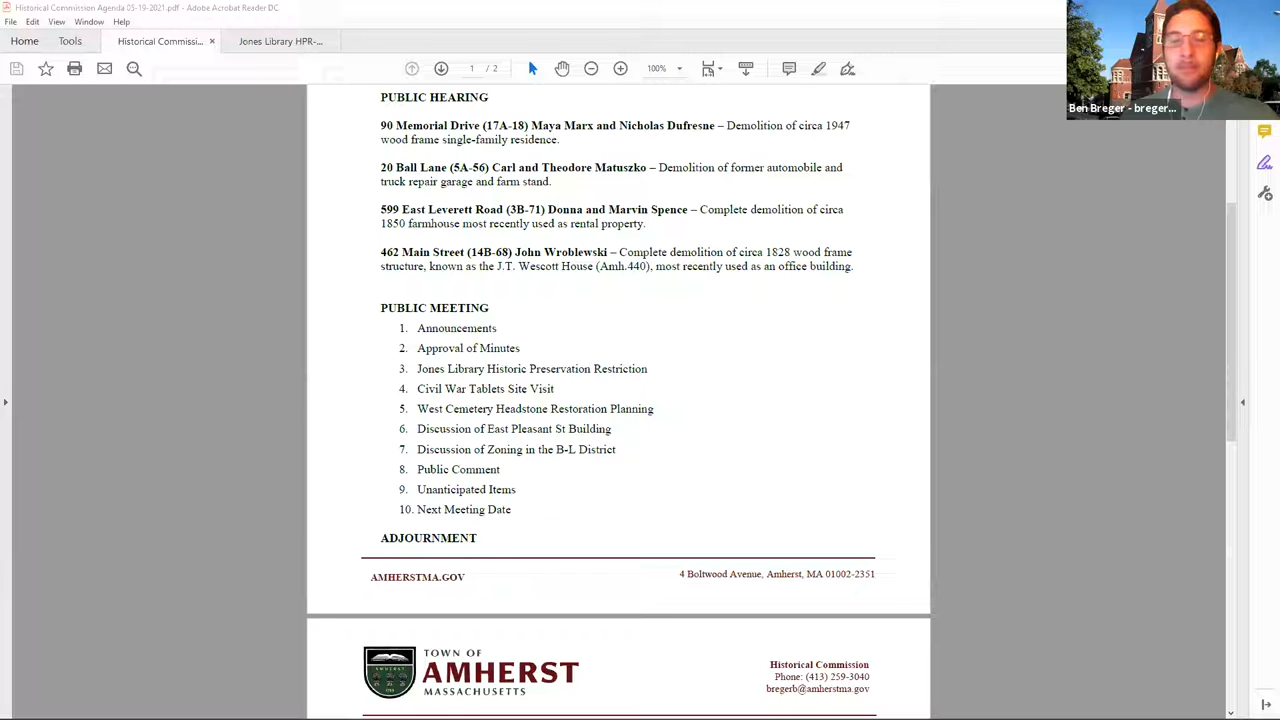 Historical Commission Agenda 05-19-2021.pdf - Adobe Acrobat Reader DC
File Edit View Window Help
Home Tools Historical Commissi... × Jones Library HPR-...
100%
Ben Breger - breger...
PUBLIC HEARING
90 Memorial Drive (17A-18) Maya Marx and Nicholas Dufresne – Demolition of circa 1947
wood frame single-family residence.
20 Ball Lane (5A-56) Carl and Theodore Matuszko – Demolition of former automobile and
truck repair garage and farm stand.
599 East Leverett Road (3B-71) Donna and Marvin Spence – Complete demolition of circa
1850 farmhouse most recently used as rental property.
462 Main Street (14B-68) John Wroblewski – Complete demolition of circa 1828 wood frame
structure, known as the J.T. Wescott House (Amh.440), most recently used as an office building.
PUBLIC MEETING
1. Announcements
2. Approval of Minutes
3. Jones Library Historic Preservation Restriction
4. Civil War Tablets Site Visit
5. West Cemetery Headstone Restoration Planning
6. Discussion of East Pleasant St Building
7. Discussion of Zoning in the B-L District
8. Public Comment
9. Unanticipated Items
10. Next Meeting Date
ADJOURNMENT
AMHERSTMA.GOV
4 Boltwood Avenue, Amherst, MA 01002-2351
TOWN OF
AMHERST
MASSACHUSETTS
Historical Commission
Phone: (413) 259-3040
bregerb@amherstma.gov